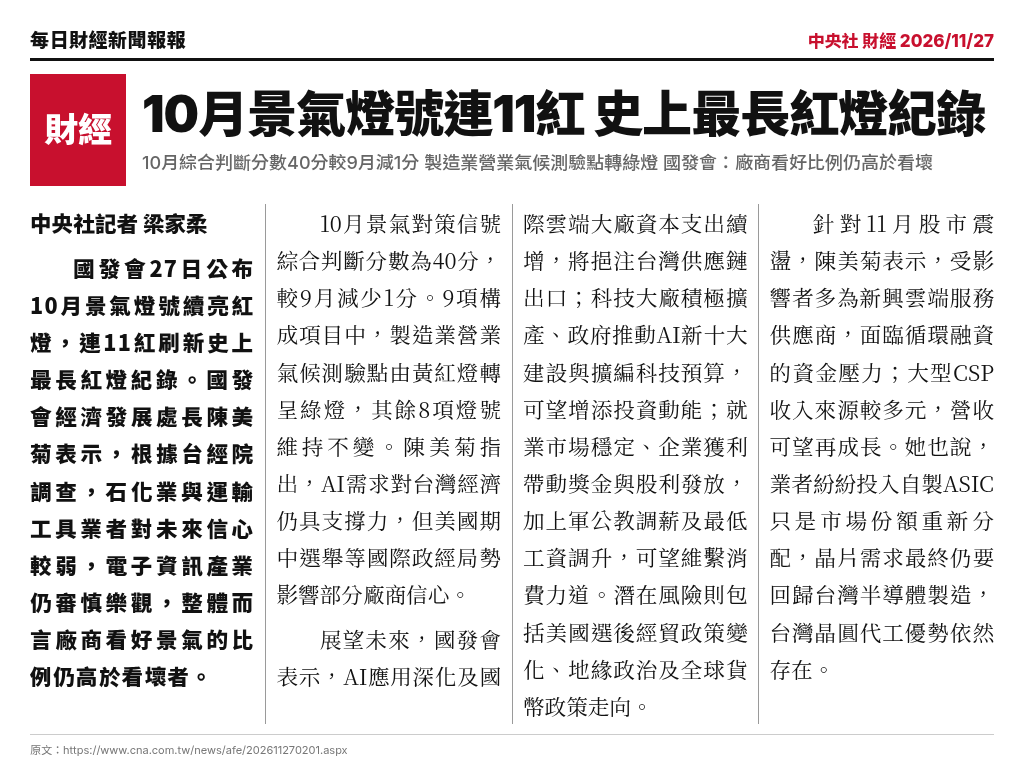 每日財經新聞報報
中央社 財經 2026/11/27
財經
10月景氣燈號連11紅 史上最長紅燈紀錄
10月綜合判斷分數40分較9月減1分 製造業營業氣候測驗點轉綠燈 國發會：廠商看好比例仍高於看壞
中央社記者 梁家柔
國發會27日公布
10月景氣燈號續亮紅
燈，連11紅刷新史上
最長紅燈紀錄。國發
會經濟發展處長陳美
菊表示，根據台經院
調查，石化業與運輸
工具業者對未來信心
較弱，電子資訊產業
仍審慎樂觀，整體而
言廠商看好景氣的比
例仍高於看壞者。
10月景氣對策信號
綜合判斷分數為40分，
較9月減少1分。9項構
成項目中，製造業營業
氣候測驗點由黃紅燈轉
呈綠燈，其餘8項燈號
維持不變。陳美菊指
出，AI需求對台灣經濟
仍具支撐力，但美國期
中選舉等國際政經局勢
影響部分廠商信心。
展望未來，國發會
表示，AI應用深化及國
際雲端大廠資本支出續
增，將挹注台灣供應鏈
出口；科技大廠積極擴
產、政府推動AI新十大
建設與擴編科技預算，
可望增添投資動能；就
業市場穩定、企業獲利
帶動獎金與股利發放，
加上軍公教調薪及最低
工資調升，可望維繫消
費力道。潛在風險則包
括美國選後經貿政策變
化、地緣政治及全球貨
幣政策走向。
針對11月股市震
盪，陳美菊表示，受影
響者多為新興雲端服務
供應商，面臨循環融資
的資金壓力；大型CSP
收入來源較多元，營收
可望再成長。她也說，
業者紛紛投入自製ASIC
只是市場份額重新分
配，晶片需求最終仍要
回歸台灣半導體製造，
台灣晶圓代工優勢依然
存在。
原文：https://www.cna.com.tw/news/afe/202611270201.aspx